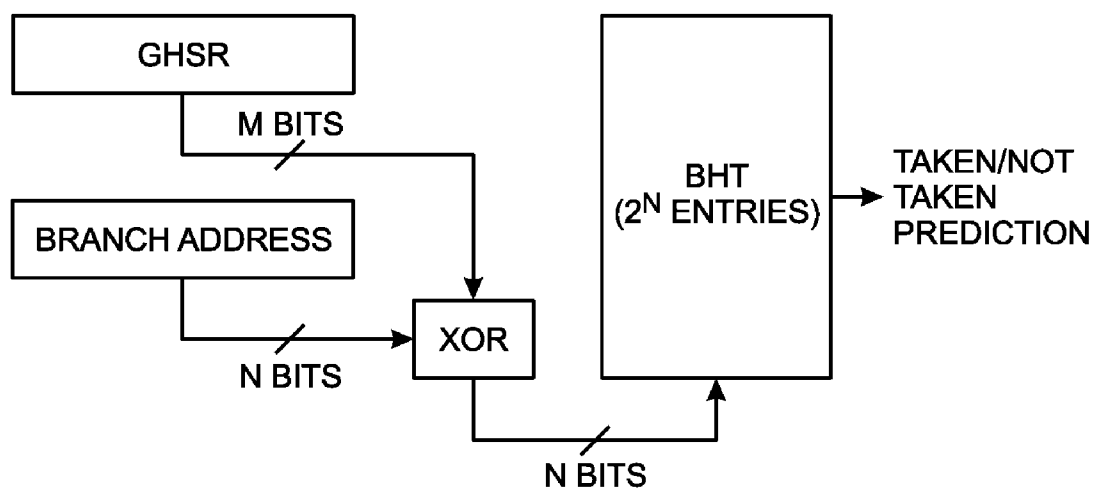 GHSR
M BITS
BRANCH ADDRESS
N BITS
XOR
N BITS
BHT
(2ᴺ ENTRIES)
TAKEN/NOT
TAKEN
PREDICTION